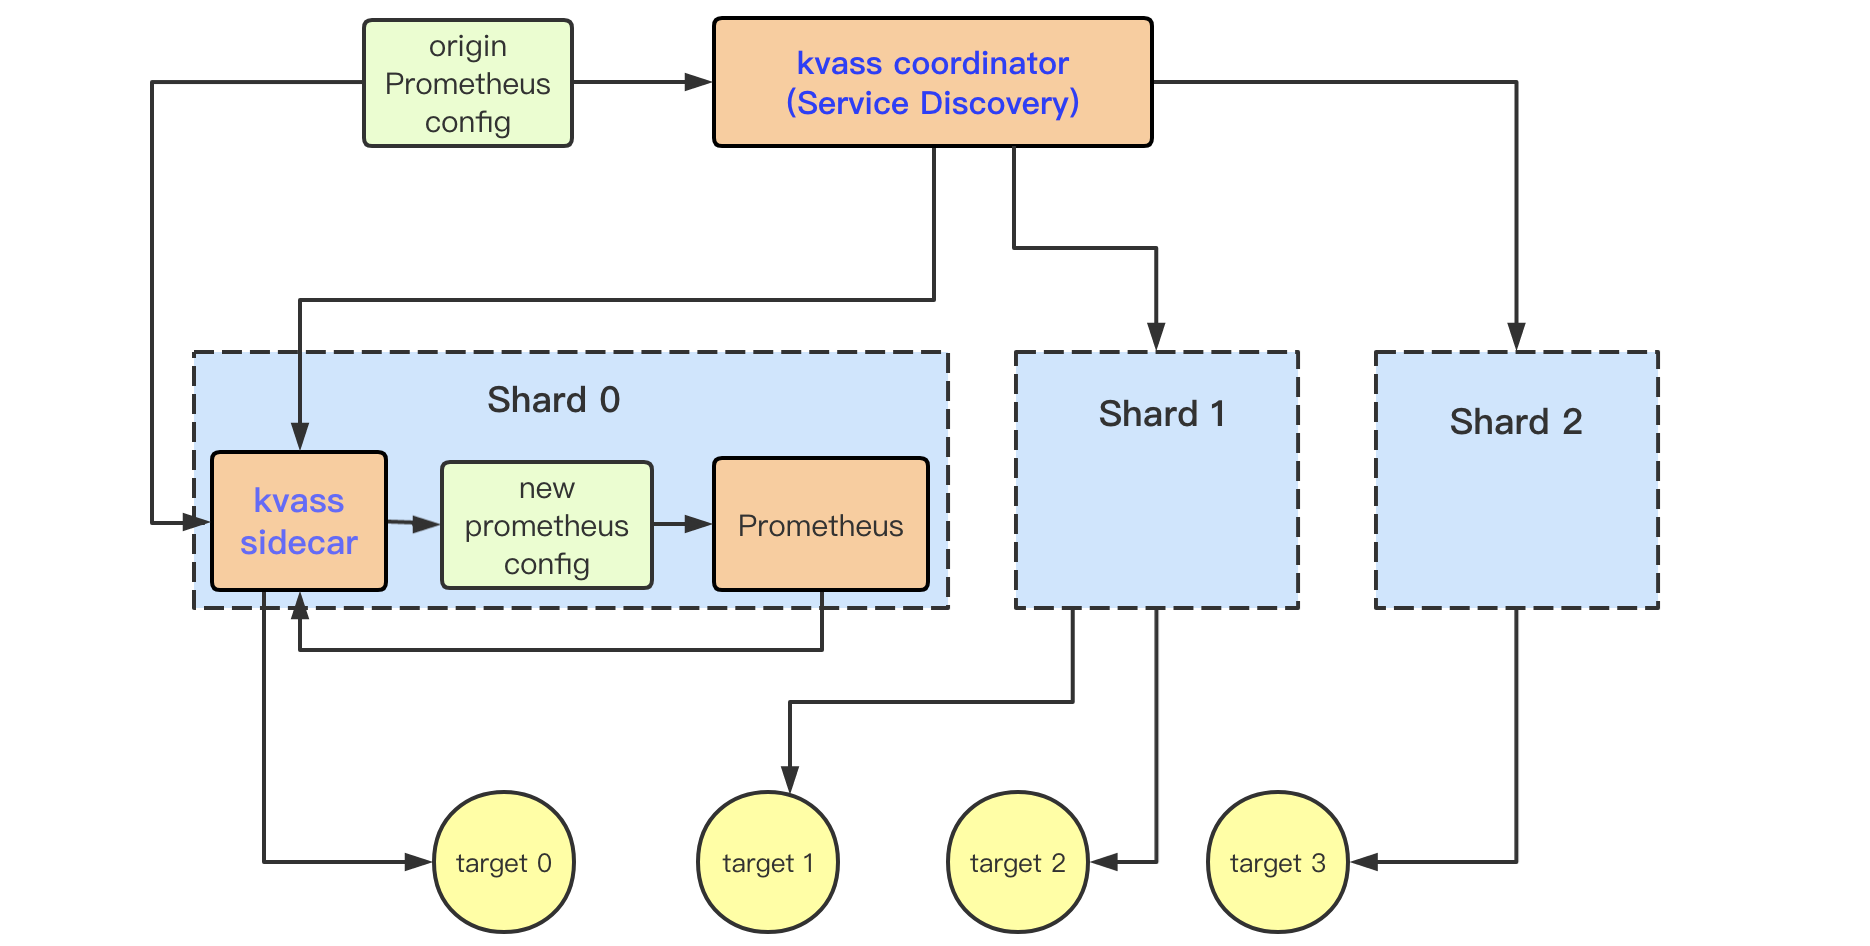 origin
Prometheus
config
kvass coordinator
(Service Discovery)
Shard 0
Shard 1
Shard 2
kvass
sidecar
new
prometheus
config
Prometheus
target 0
target 1
target 2
target 3